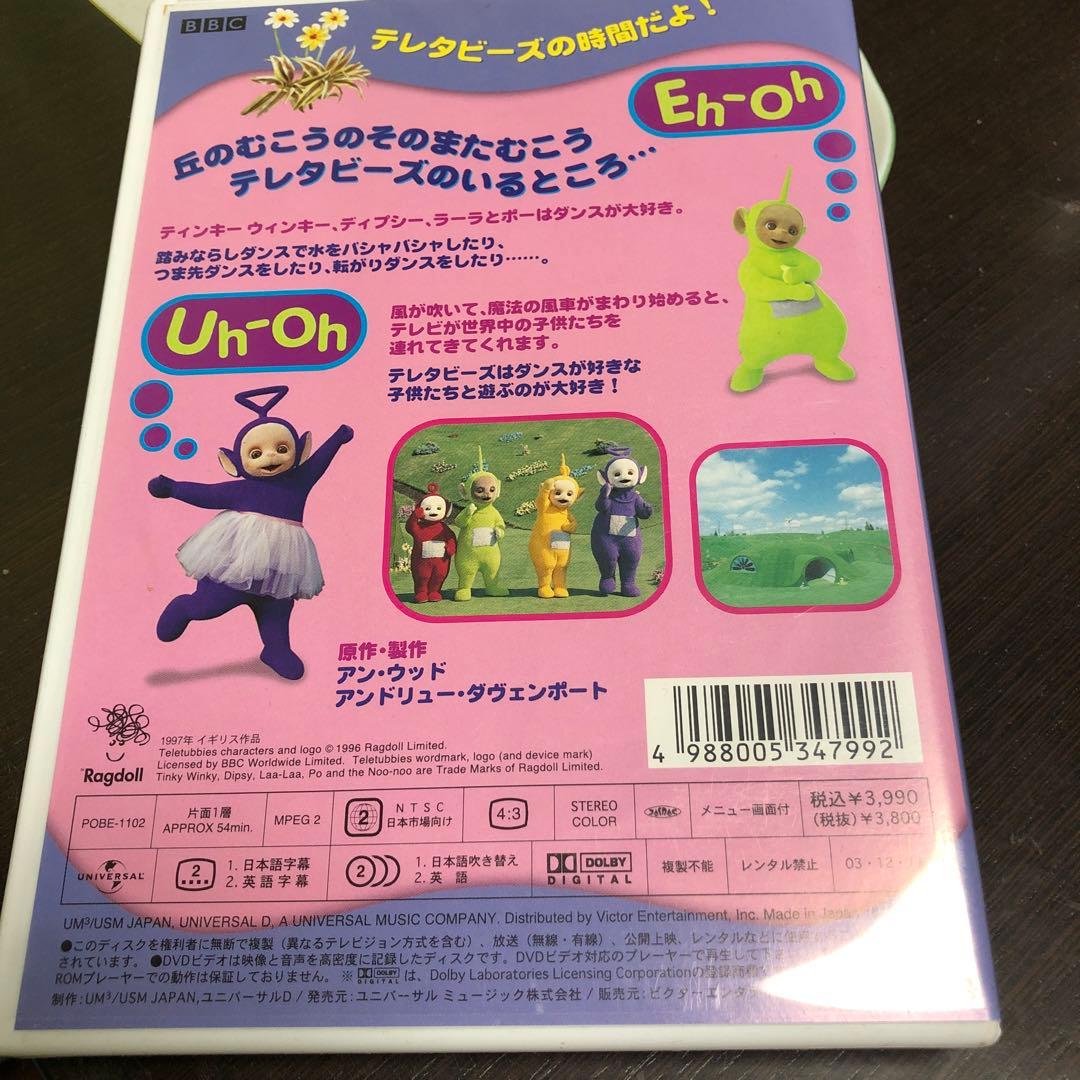 BBC
テレタビーズの時間だよ!
Eh-Oh
丘のむこうのそのまたむこう
テレタビーズのいるところ…
ティンキー ウィンキー、ディプシー、ラーラとポーはダンスが大好き。
踏みならしダンスで水をバシャバシャしたり、
つま先ダンスをしたり、転がりダンスをしたり……。
Uh-Oh
風が吹いて、魔法の風車がまわり始めると、
テレビが世界中の子供たちを
連れてきてくれます。
テレタビーズはダンスが好きな
子供たちと遊ぶのが大好き!
原作・製作
アン・ウッド
アンドリュー・ダヴェンポート
Ragdoll
1997年 イギリス作品
Teletubbies characters and logo © 1996 Ragdoll Limited.
Licensed by BBC Worldwide Limited. Teletubbies wordmark, logo (and device mark)
Tinky Winky, Dipsy, Laa-Laa, Po and the Noo-noo are Trade Marks of Ragdoll Limited.
4 988005 347992
POBE-1102
片面1層
APPROX 54min.
MPEG 2
2
NTSC
日本市場向け
4:3
STEREO
COLOR
メニュー画面付
税込¥3,990
(税抜)¥3,800
UNIVERSAL
2
1. 日本語字幕
2. 英語字幕
2
1. 日本語吹き替え
2. 英 語
DOLBY
DIGITAL
複製不能
レンタル禁止
03・12・
UM³/USM JAPAN, UNIVERSAL D, A UNIVERSAL MUSIC COMPANY. Distributed by Victor Entertainment, Inc. Made in Japan
●このディスクを権利者に無断で複製(異なるテレビジョン方式を含む)、放送(無線・有線)、公開上映、レンタルなどに使用
されています。 ●DVDビデオは映像と音声を高密度に記録したディスクです。DVDビデオ対応のプレーヤーで再生して下
ROMプレーヤーでの動作は保証しておりません。 ※ DOLBY DIGITAL は、Dolby Laboratories Licensing Corporationの登録商標
制作:UM³/USM JAPAN,ユニバーサルD / 発売元:ユニバーサル ミュージック株式会社 / 販売元:ビクターエンタ